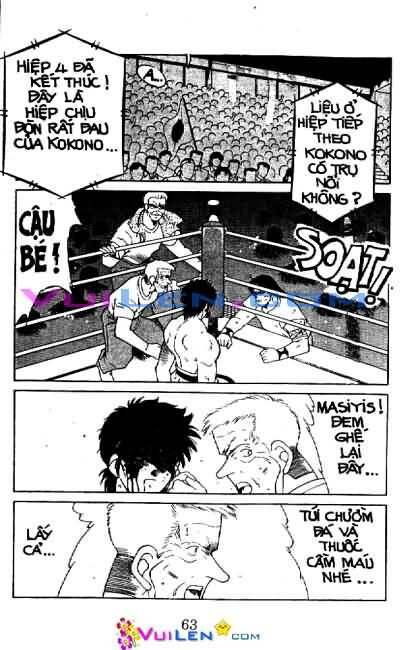 HIỆP 4 ĐÃ
KẾT THÚC!
ĐÂY LÀ
HIỆP CHỊU
ĐÒN RẤT ĐAU
CỦA KOKONO...
A...
LIỆU Ở
HIỆP TIẾP
THEO
KOKONO
CÓ TRỤ
NỔI
KHÔNG?
CẬU
BÉ!
SOẠT!
VUILEN.COM
MASIYIS!
ĐEM
GHẾ
LẠI
ĐÂY...
LẤY
CẢ...
TÚI CHƯỜM
ĐÁ VÀ
THUỐC
CẦM MÁU
NHÉ...
63
VUILEN.COM